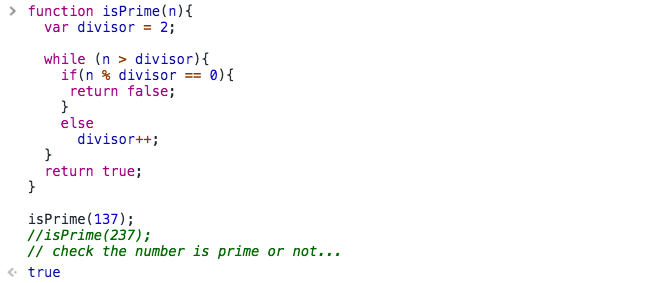 function isPrime(n){
  var divisor = 2;

  while (n > divisor){
    if(n % divisor == 0){
     return false;
    }
    else
      divisor++;
  }
  return true;
}

isPrime(137);
//isPrime(237);
// check the number is prime or not...
true